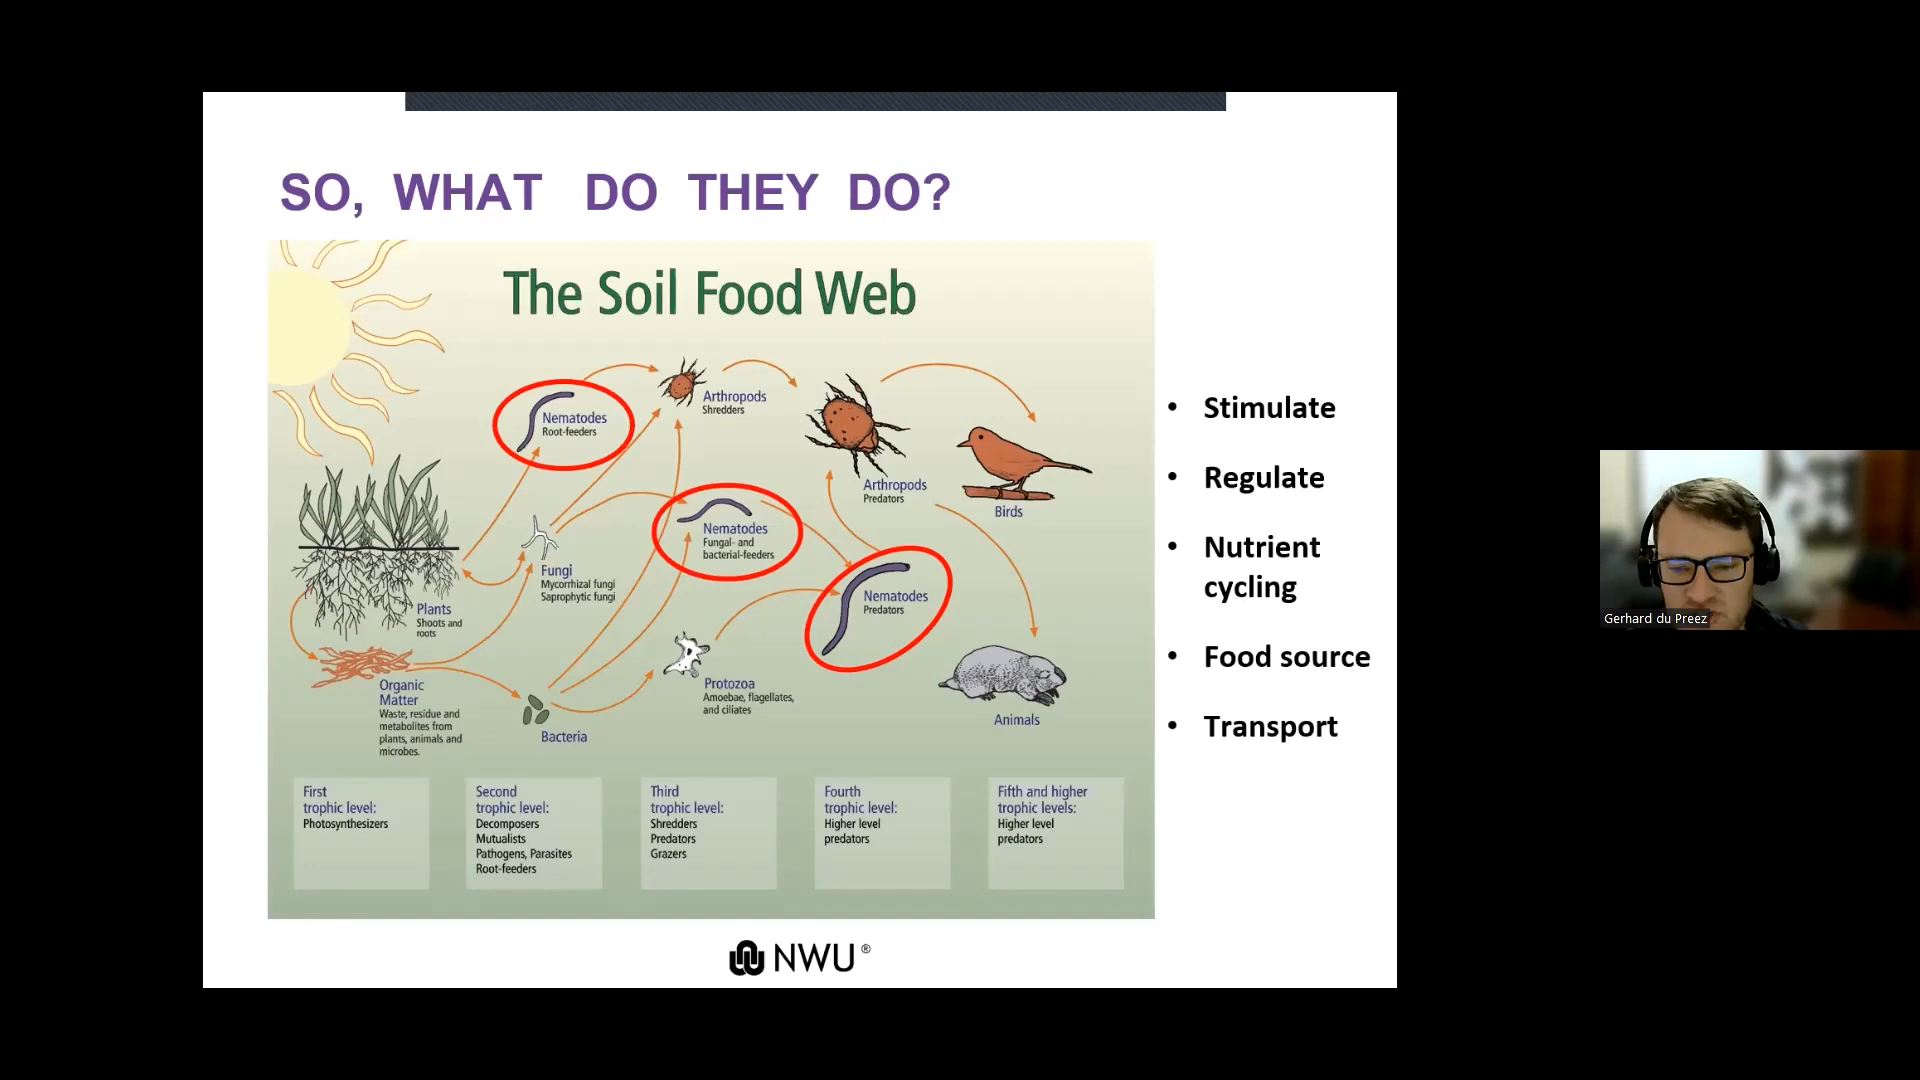 SO, WHAT DO THEY DO?
The Soil Food Web
Nematodes
Root-feeders
Arthropods
Shredders
Arthropods
Predators
Birds
Nematodes
Fungal- and
bacterial-feeders
Fungi
Mycorrhizal fungi
Saprophytic fungi
Nematodes
Predators
Plants
Shoots and
roots
Organic
Matter
Waste, residue and
metabolites from
plants, animals and
microbes.
Bacteria
Protozoa
Amoebae, flagellates,
and ciliates
Animals
First
trophic level:
Photosynthesizers
Second
trophic level:
Decomposers
Mutualists
Pathogens, Parasites
Root-feeders
Third
trophic level:
Shredders
Predators
Grazers
Fourth
trophic level:
Higher level
predators
Fifth and higher
trophic levels:
Higher level
predators
• Stimulate
• Regulate
• Nutrient
cycling
• Food source
• Transport
NWU®
Gerhard du Preez